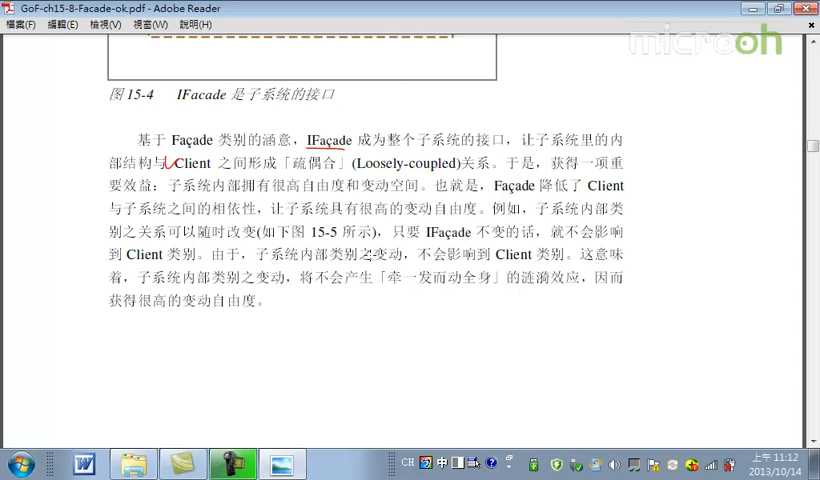 GoF-ch15-8-Facade-ok.pdf - Adobe Reader
檔案(F) 編輯(E) 檢視(V) 視窗(W) 說明(H)
microoh
图 15-4 IFacade 是子系统的接口
基于 Façade 类别的涵意，IFaçade 成为整个子系统的接口，让子系统里的内
部结构与 Client 之间形成「疏偶合」(Loosely-coupled)关系。于是，获得一项重
要效益：子系统内部拥有很高自由度和变动空间。也就是，Façade 降低了 Client
与子系统之间的相依性，让子系统具有很高的变动自由度。例如，子系统内部类
别之关系可以随时改变(如下图 15-5 所示)，只要 IFaçade 不变的话，就不会影响
到 Client 类别。由于，子系统内部类别之变动，不会影响到 Client 类别。这意味
着，子系统内部类别之变动，将不会产生「牵一发而动全身」的涟漪效应，因而
获得很高的变动自由度。
CH 中
上午 11:12
2013/10/14